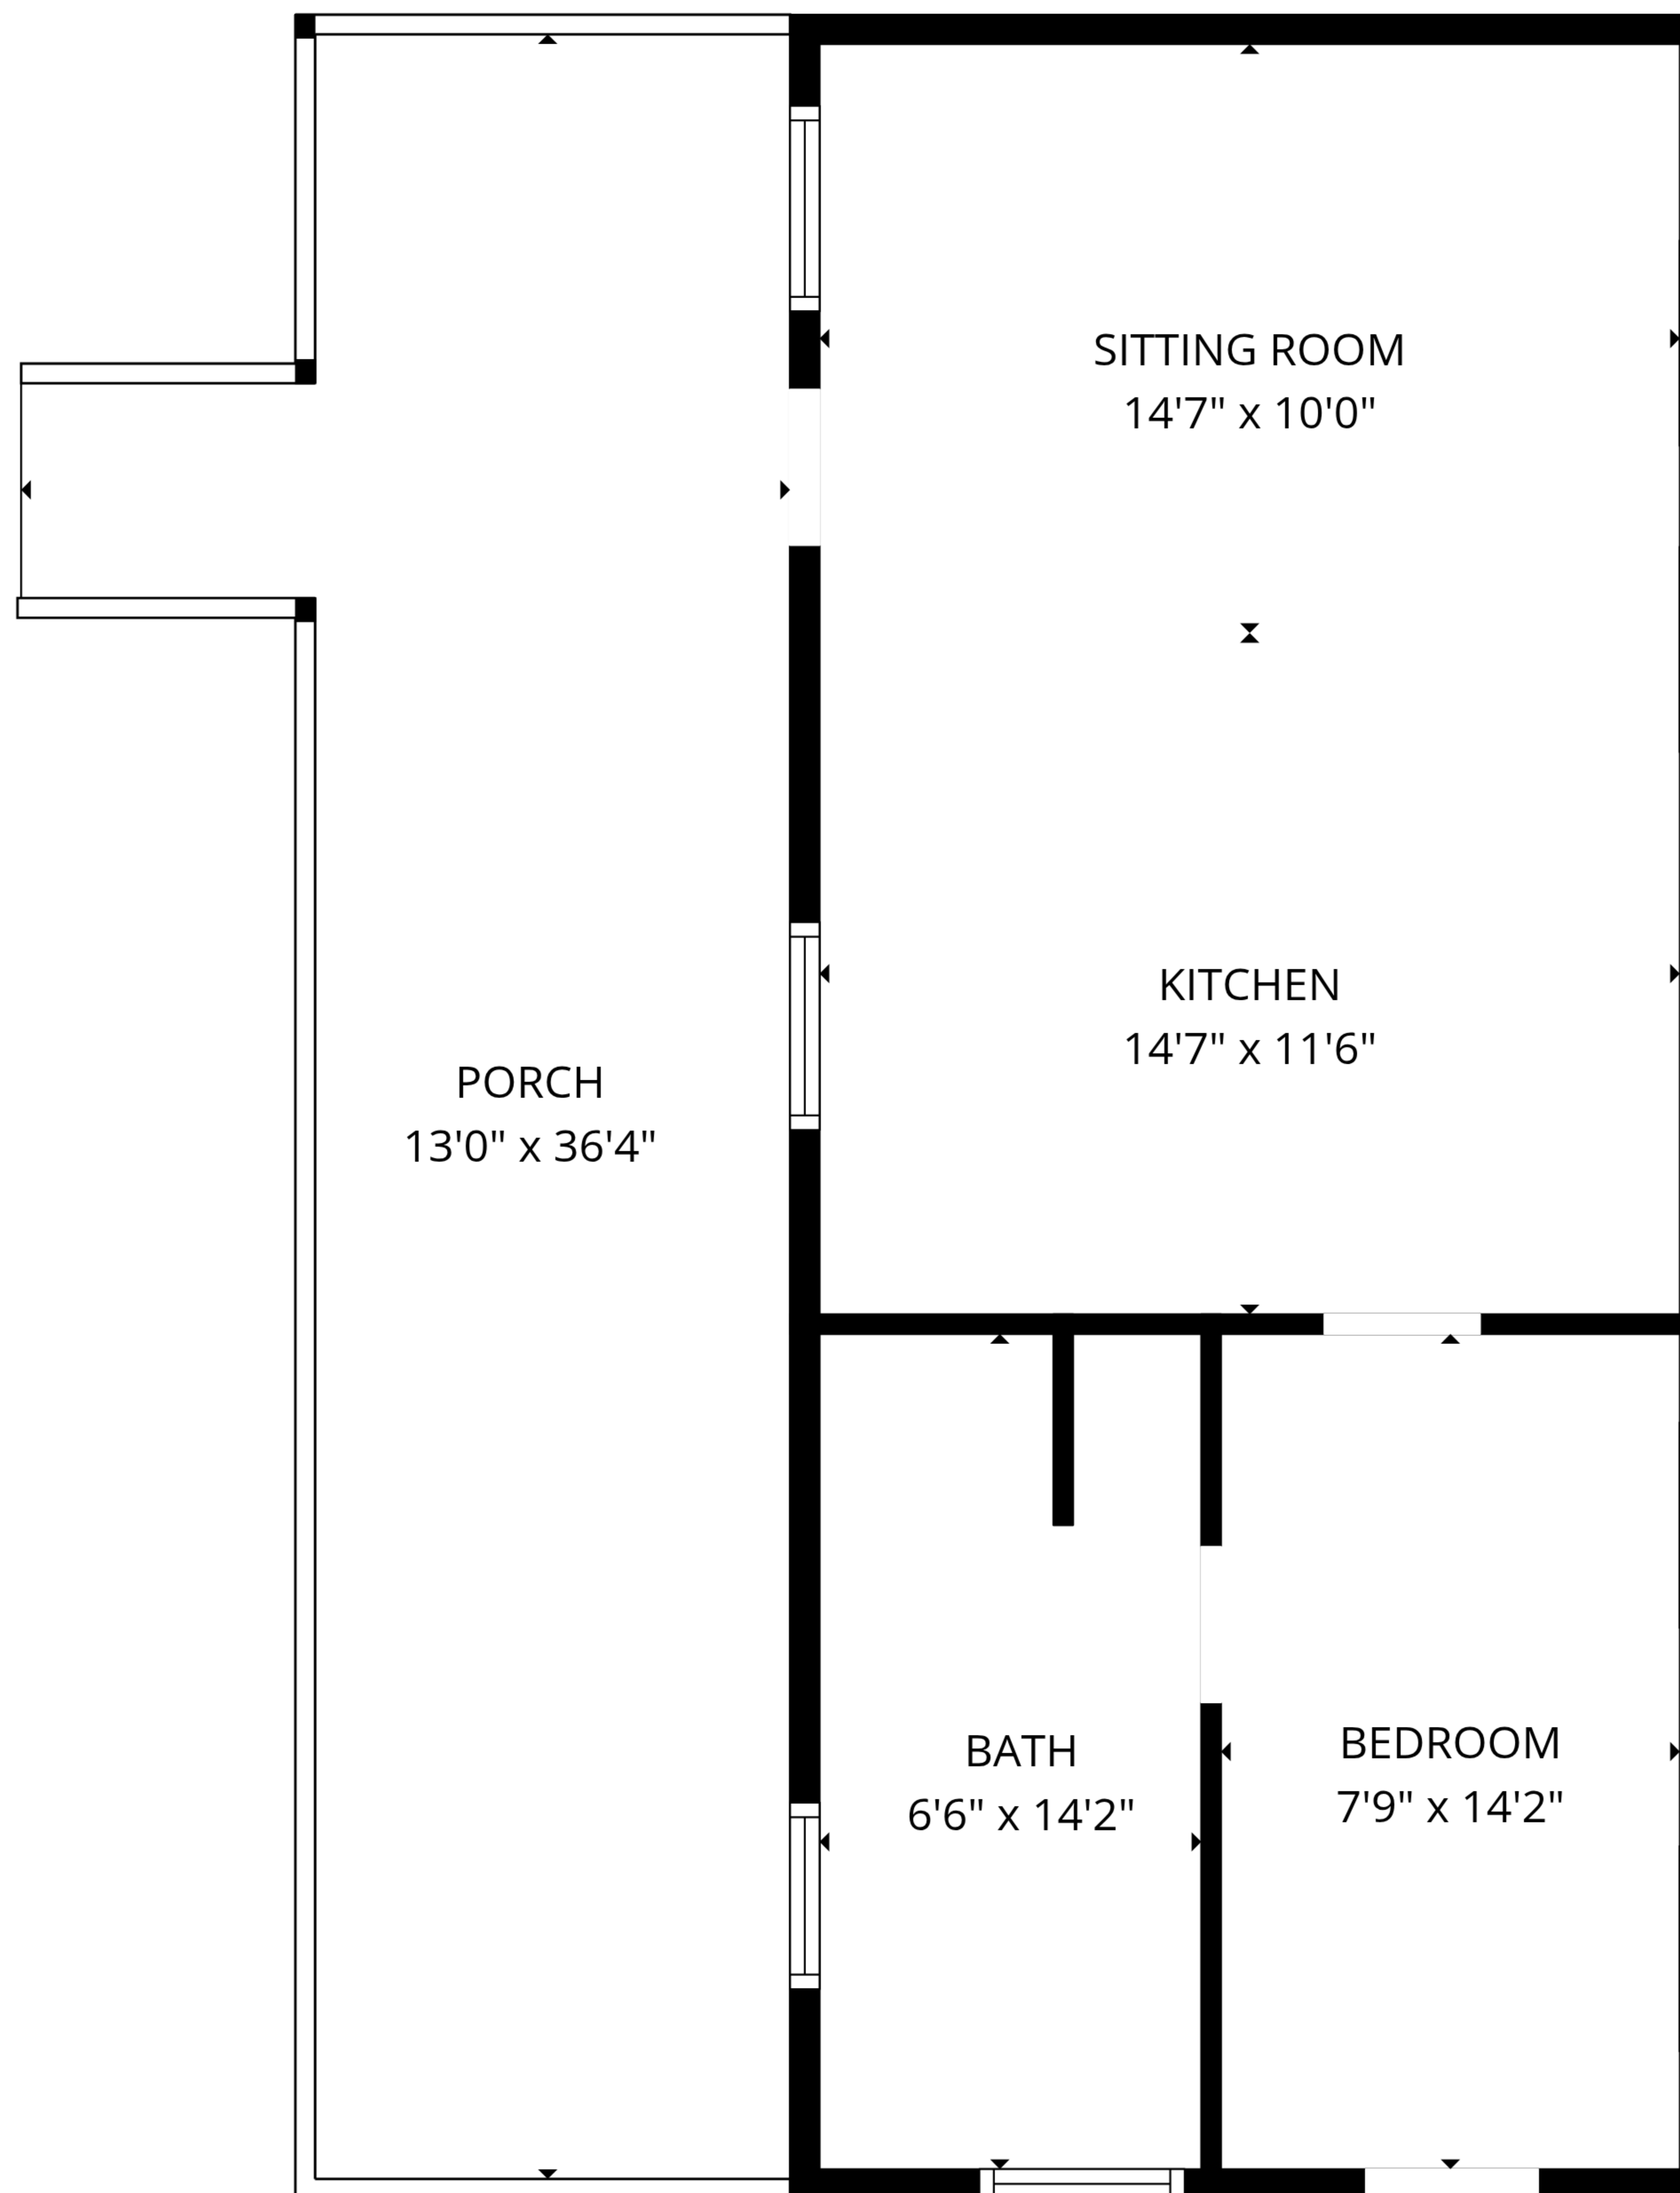 SITTING ROOM
14'7" x 10'0"
KITCHEN
14'7" x 11'6"
PORCH
13'0" x 36'4"
BATH
6'6" x 14'2"
BEDROOM
7'9" x 14'2"